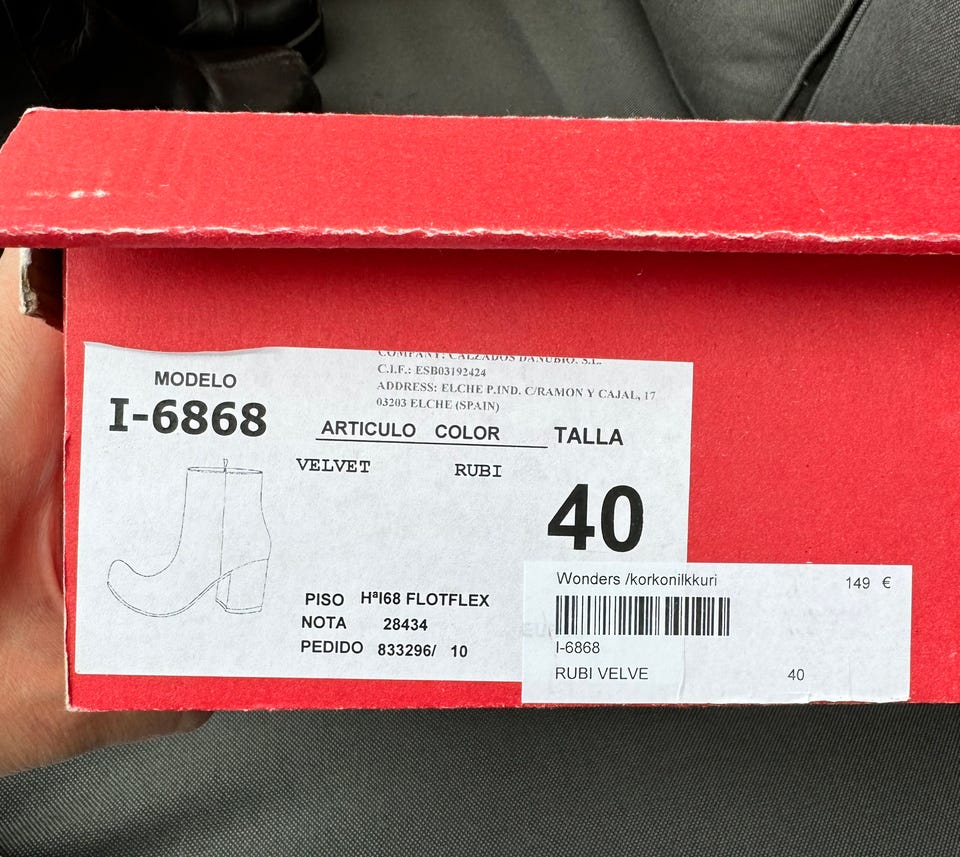 COMPANY: CALZADOS DANUBIO, S.L.
C.I.F.: ESB03192424
ADDRESS: ELCHE P.IND. C/RAMON Y CAJAL, 17
03203 ELCHE (SPAIN)
MODELO
I-6868
ARTICULO COLOR TALLA
VELVET RUBI
40
PISO HªI68 FLOTFLEX
NOTA 28434
PEDIDO 833296/ 10
Wonders /korkonilkkuri 149 €
I-6868
RUBI VELVE 40